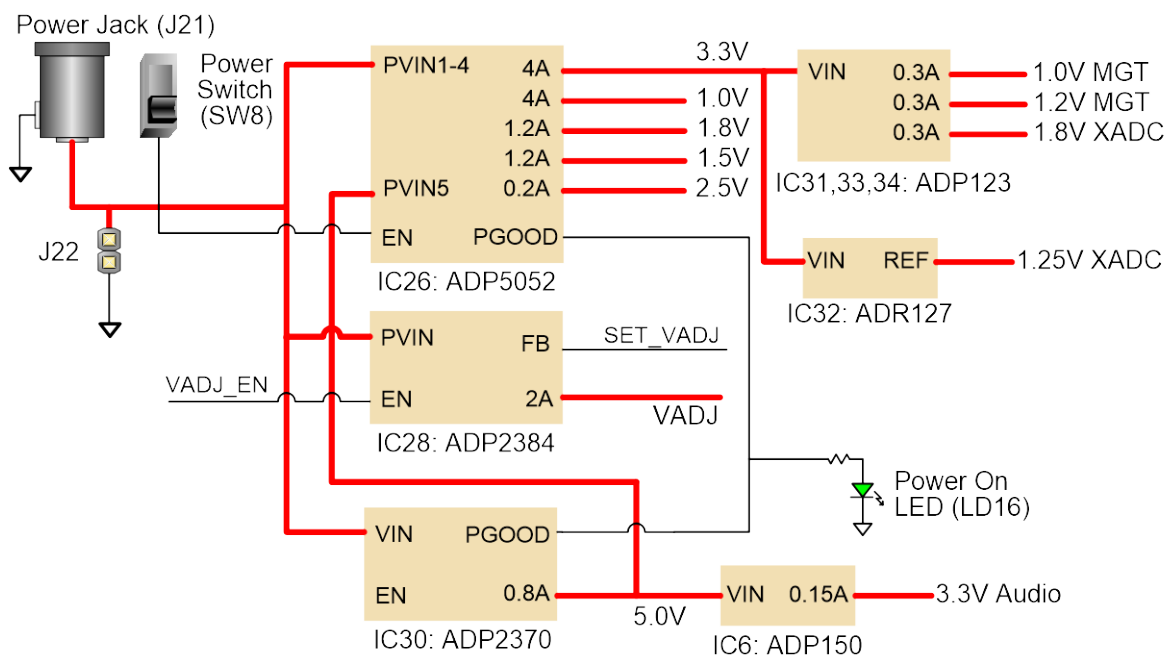 Power Jack (J21)
Power
Switch
(SW8)
J22
PVIN1-4
4A
4A
1.2A
1.2A
PVIN5
0.2A
EN
PGOOD
IC26: ADP5052
3.3V
1.0V
1.8V
1.5V
2.5V
VIN
0.3A
0.3A
0.3A
1.0V MGT
1.2V MGT
1.8V XADC
IC31,33,34: ADP123
VIN
REF
1.25V XADC
IC32: ADR127
PVIN
FB
SET_VADJ
VADJ_EN
EN
2A
VADJ
IC28: ADP2384
Power On
LED (LD16)
VIN
PGOOD
EN
0.8A
5.0V
IC30: ADP2370
VIN
0.15A
3.3V Audio
IC6: ADP150